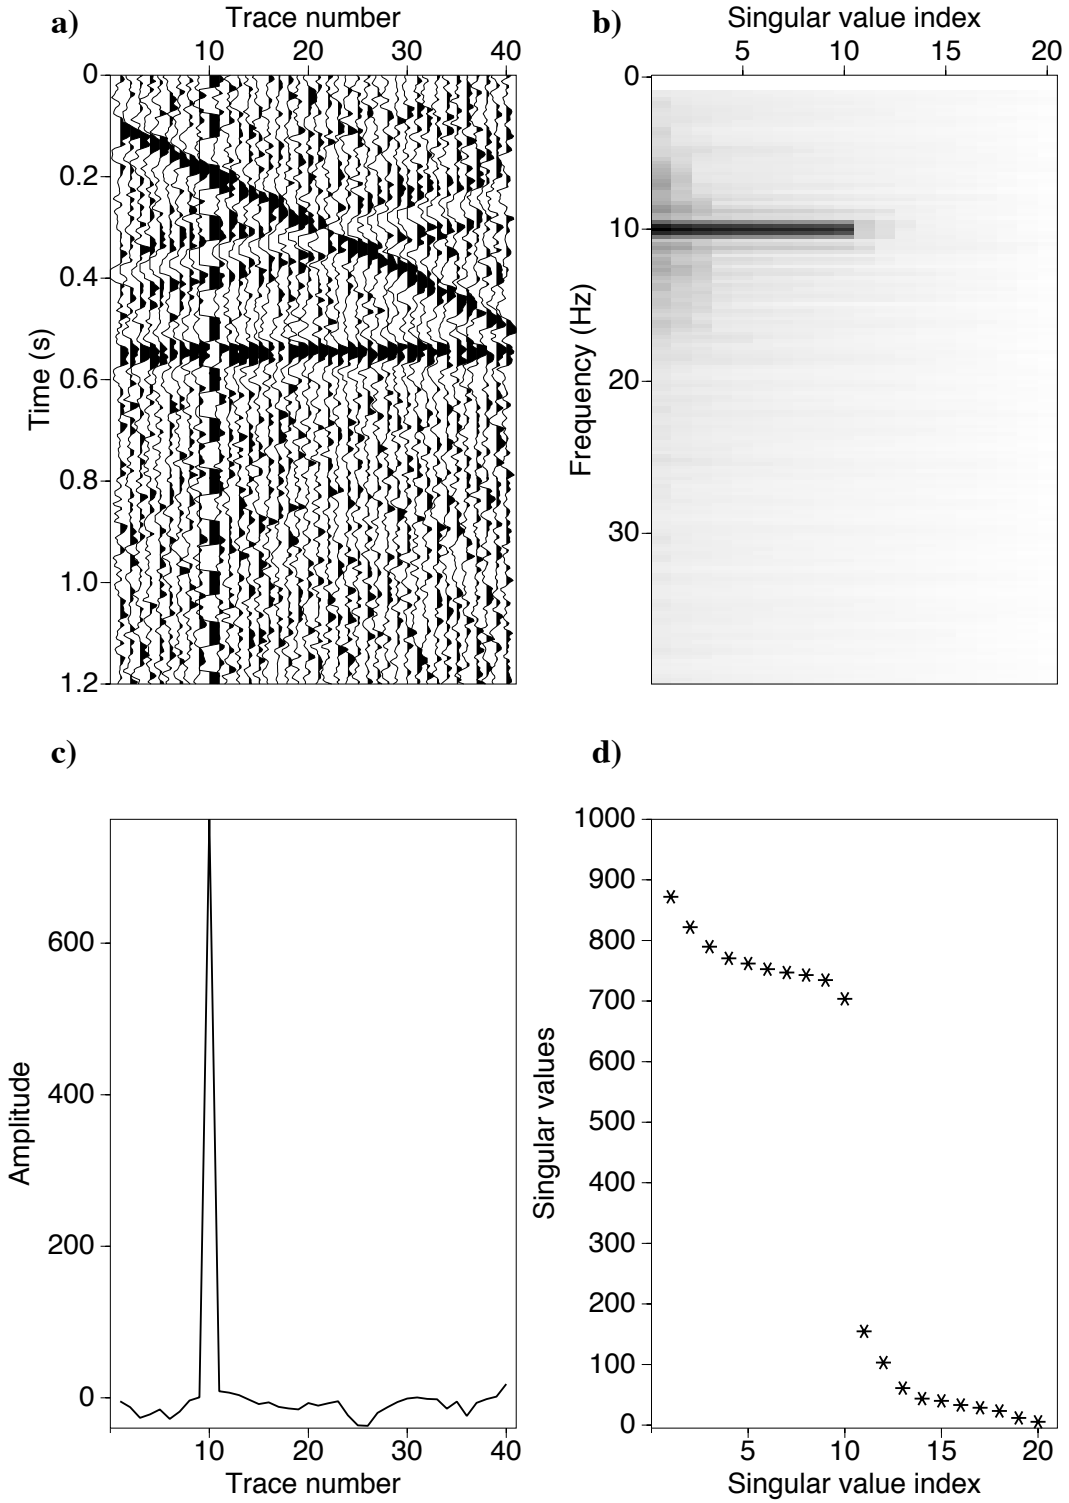 a)
Trace number
10 20 30 40
0
0.2
0.4
0.6
0.8
1.0
1.2
Time (s)
b)
Singular value index
5 10 15 20
0
10
20
30
Frequency (Hz)
c)
600
400
200
0
Amplitude
10 20 30 40
Trace number
d)
1000
900
800
700
600
500
400
300
200
100
0
Singular values
5 10 15 20
Singular value index